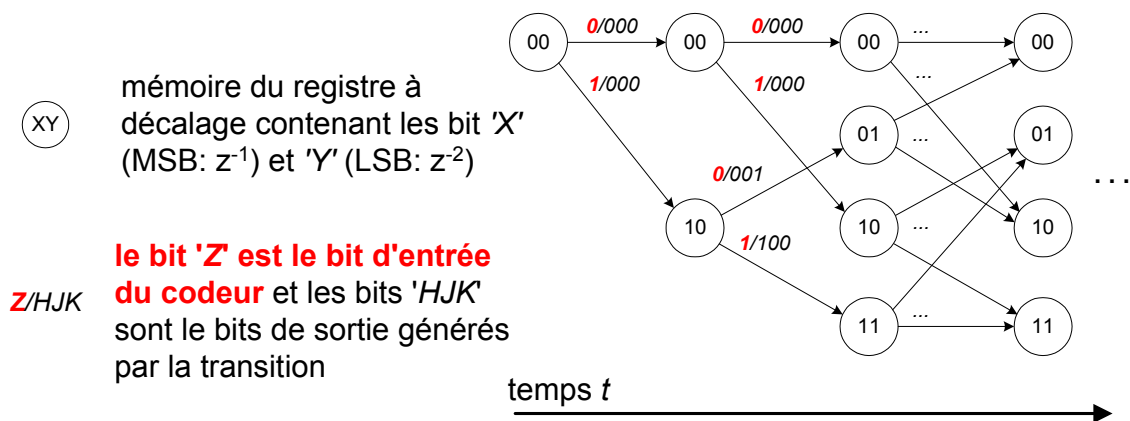 00 0/000 00 0/000 00 ... 00
...
1/000 1/000
XY
mémoire du registre à
décalage contenant les bit 'X'
(MSB: z-1) et 'Y' (LSB: z-2)
01 ... 01
...
0/001
10 10 ... 10
1/100
Z/HJK
le bit 'Z' est le bit d'entrée
du codeur et les bits 'HJK'
sont le bits de sortie générés
par la transition
11 ... 11
temps t